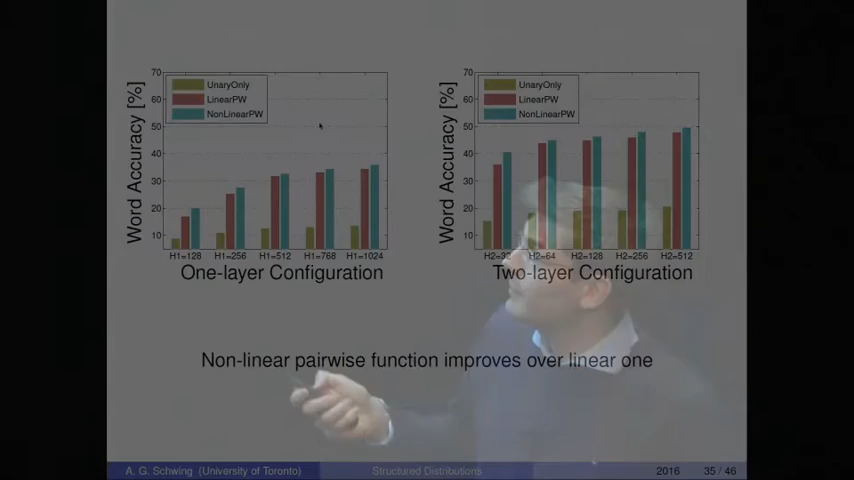 70
60
50
40
30
20
10
Word Accuracy [%]
UnaryOnly
LinearPW
NonLinearPW
H1=128 H1=256 H1=512 H1=768 H1=1024
One-layer Configuration
70
60
50
40
30
20
10
Word Accuracy [%]
UnaryOnly
LinearPW
NonLinearPW
H2=32 H2=64 H2=128 H2=256 H2=512
Two-layer Configuration
Non-linear pairwise function improves over linear one
A. G. Schwing (University of Toronto) Structured Distributions 2016 35 / 46